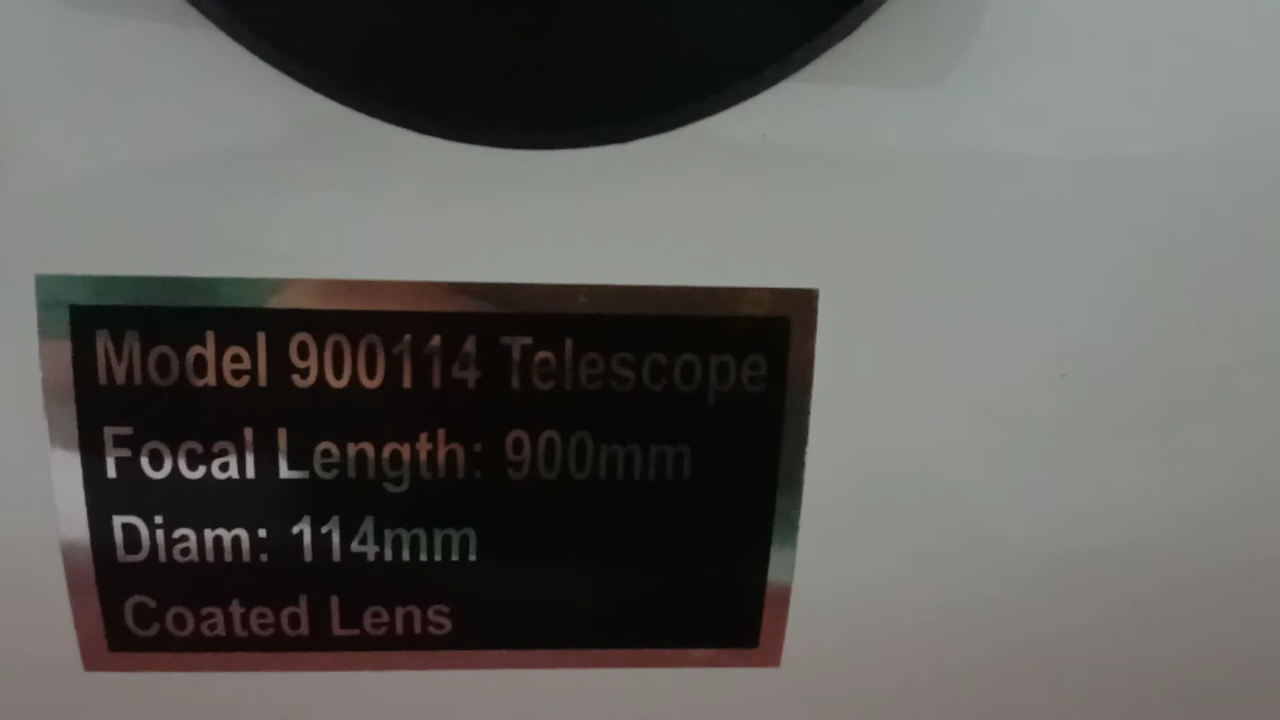 Model 900114 Telescope
Focal Length: 900mm
Diam: 114mm
Coated Lens